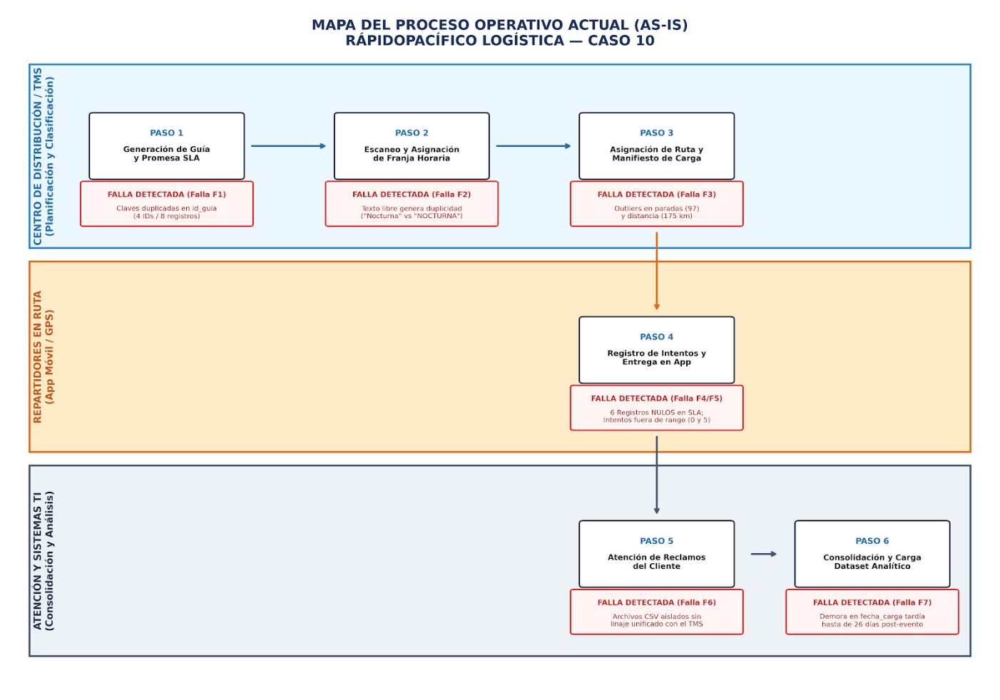 MAPA DEL PROCESO OPERATIVO ACTUAL (AS-IS)
RÁPIDOPACÍFICO LOGÍSTICA — CASO 10
CENTRO DE DISTRIBUCIÓN / TMS
(Planificación y Clasificación)
PASO 1
Generación de Guía
y Promesa SLA
FALLA DETECTADA (Falla F1)
Claves duplicadas en id_guia
(4 IDs / 8 registros)
PASO 2
Escaneo y Asignación
de Franja Horaria
FALLA DETECTADA (Falla F2)
Texto libre genera duplicidad
("Nocturna" vs "NOCTURNA")
PASO 3
Asignación de Ruta y
Manifiesto de Carga
FALLA DETECTADA (Falla F3)
Outliers en paradas (97)
y distancia (175 km)
REPARTIDORES EN RUTA
(App Móvil / GPS)
PASO 4
Registro de Intentos y
Entrega en App
FALLA DETECTADA (Falla F4/F5)
6 Registros NULOS en SLA;
Intentos fuera de rango (0 y 5)
ATENCIÓN Y SISTEMAS TI
(Consolidación y Análisis)
PASO 5
Atención de Reclamos
del Cliente
FALLA DETECTADA (Falla F6)
Archivos CSV aislados sin
linaje unificado con el TMS
PASO 6
Consolidación y Carga
Dataset Analítico
FALLA DETECTADA (Falla F7)
Demora en fecha_carga tardía
hasta de 26 días post-evento